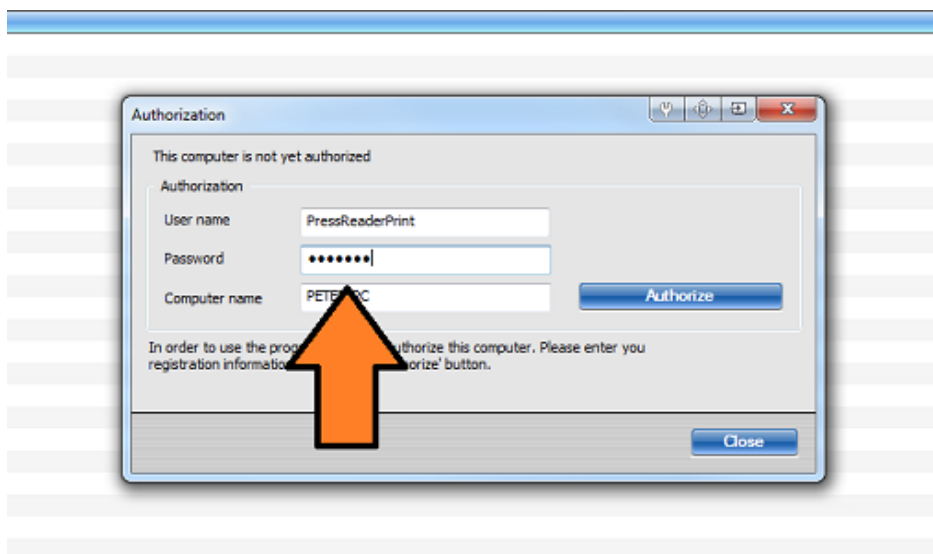 Authorization
This computer is not yet authorized
Authorization
User name PressReaderPrint
Password •••••••
Computer name Authorize
In order to use the this computer. Please enter you
registration button.
Close